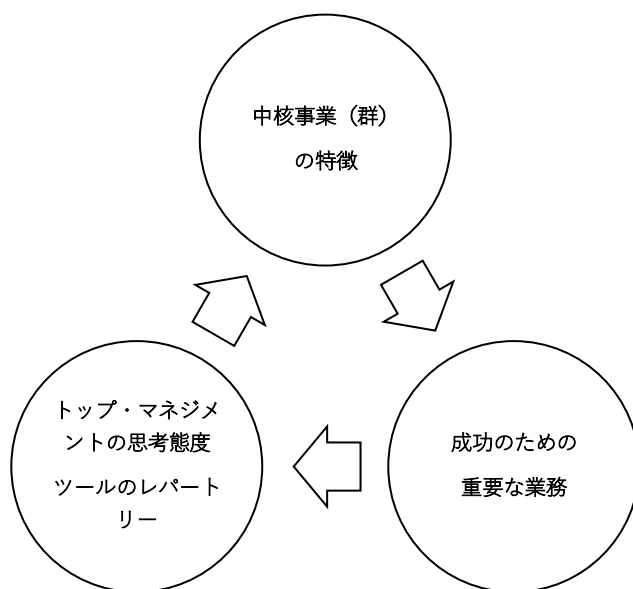 中核事業（群）
の特徴
トップ・マネジメ
ントの思考態度
ツールのレパート
リー
成功のための
重要な業務